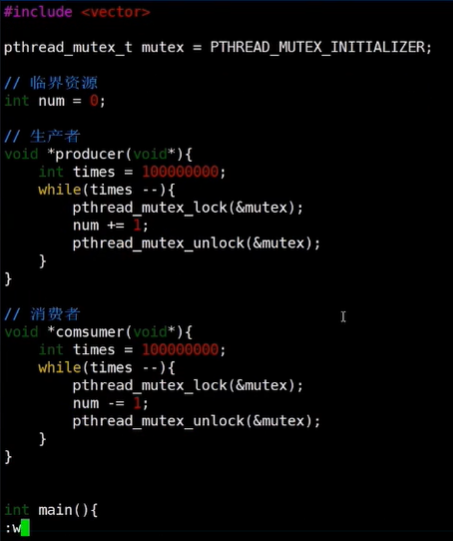 #include <vector>
pthread_mutex_t mutex = PTHREAD_MUTEX_INITIALIZER;
// 临界资源
int num = 0;
// 生产者
void *producer(void*){
    int times = 100000000;
    while(times --){
        pthread_mutex_lock(&mutex);
        num += 1;
        pthread_mutex_unlock(&mutex);
    }
}
// 消费者
void *comsumer(void*){
    int times = 100000000;
    while(times --){
        pthread_mutex_lock(&mutex);
        num -= 1;
        pthread_mutex_unlock(&mutex);
    }
}
int main(){
:w